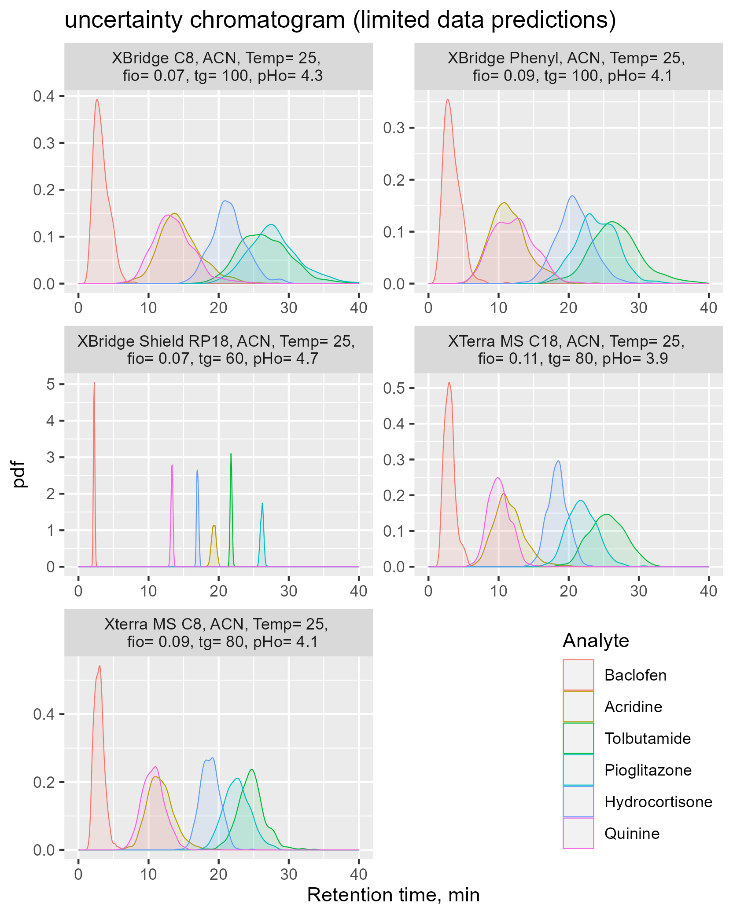 uncertainty chromatogram (limited data predictions)
XBridge C8, ACN, Temp= 25,
fio= 0.07, tg= 100, pHo= 4.3
XBridge Phenyl, ACN, Temp= 25,
fio= 0.09, tg= 100, pHo= 4.1
0.4
0.3
0.2
0.1
0.0
0 10 20 30 40
0.3
0.2
0.1
0.0
0 10 20 30 40
XBridge Shield RP18, ACN, Temp= 25,
fio= 0.07, tg= 60, pHo= 4.7
XTerra MS C18, ACN, Temp= 25,
fio= 0.11, tg= 80, pHo= 3.9
pdf
5
4
3
2
1
0
0 10 20 30 40
0.5
0.4
0.3
0.2
0.1
0.0
0 10 20 30 40
Xterra MS C8, ACN, Temp= 25,
fio= 0.09, tg= 80, pHo= 4.1
0.4
0.2
0.0
0 10 20 30 40
Analyte
Baclofen
Acridine
Tolbutamide
Pioglitazone
Hydrocortisone
Quinine
Retention time, min